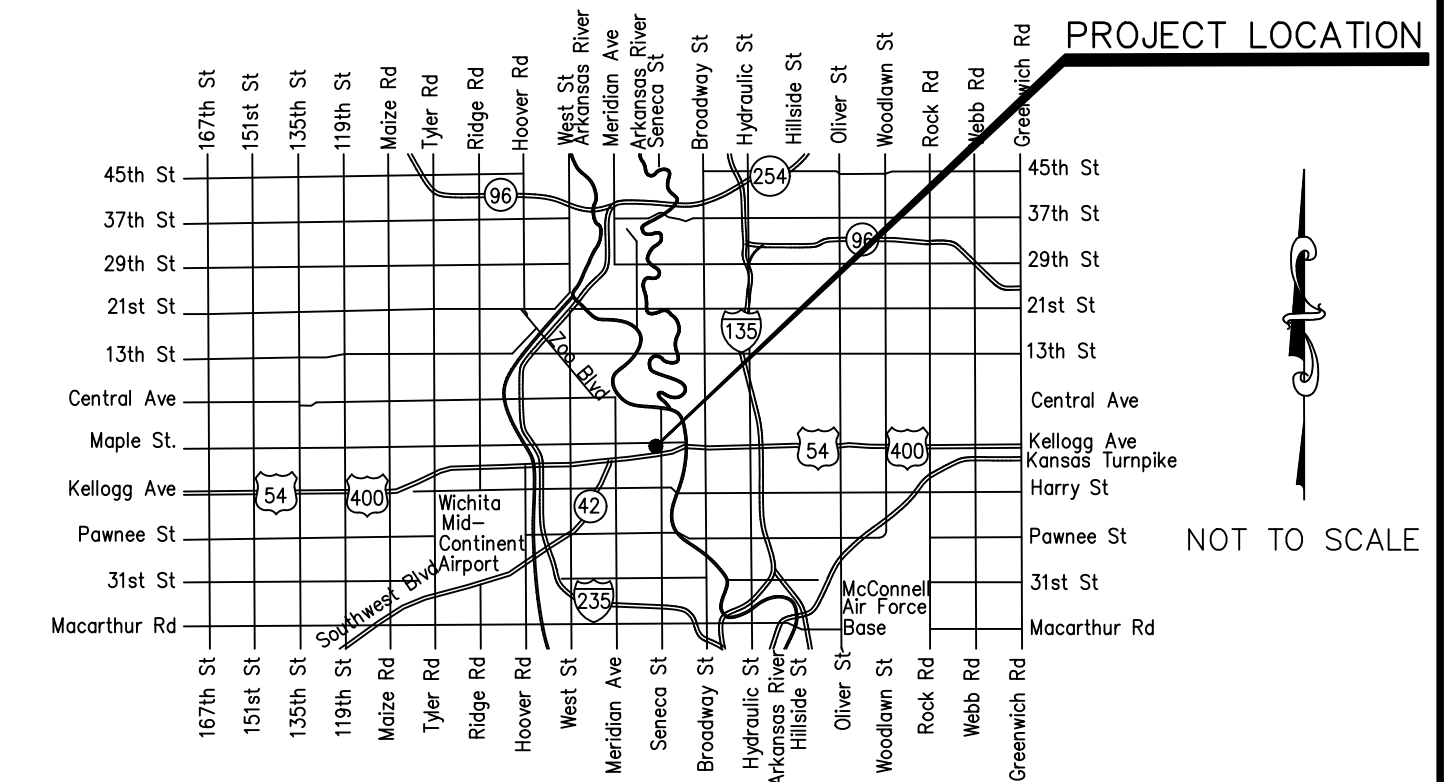 PROJECT LOCATION
167th St
151st St
135th St
119th St
Maize Rd
Tyler Rd
Ridge Rd
Hoover Rd
West St
Arkansas River
Meridian Ave
Arkansas River
Seneca St
Broadway St
Hydraulic St
Hillside St
Oliver St
Woodlawn St
Rock Rd
Webb Rd
Greenwich Rd
45th St
37th St
29th St
21st St
13th St
Central Ave
Maple St.
Kellogg Ave
Pawnee St
31st St
Macarthur Rd
96
254
96
135
Zoo Blvd
54
400
54
400
42
235
Wichita
Mid-
Continent
Airport
Southwest Blvd
McConnell
Air Force
Base
45th St
37th St
29th St
21st St
13th St
Central Ave
Kellogg Ave
Kansas Turnpike
Harry St
Pawnee St
31st St
Macarthur Rd
NOT TO SCALE
167th St
151st St
135th St
119th St
Maize Rd
Tyler Rd
Ridge Rd
Hoover Rd
West St
Meridian Ave
Seneca St
Broadway St
Hydraulic St
Arkansas River
Hillside St
Oliver St
Woodlawn St
Rock Rd
Webb Rd
Greenwich Rd